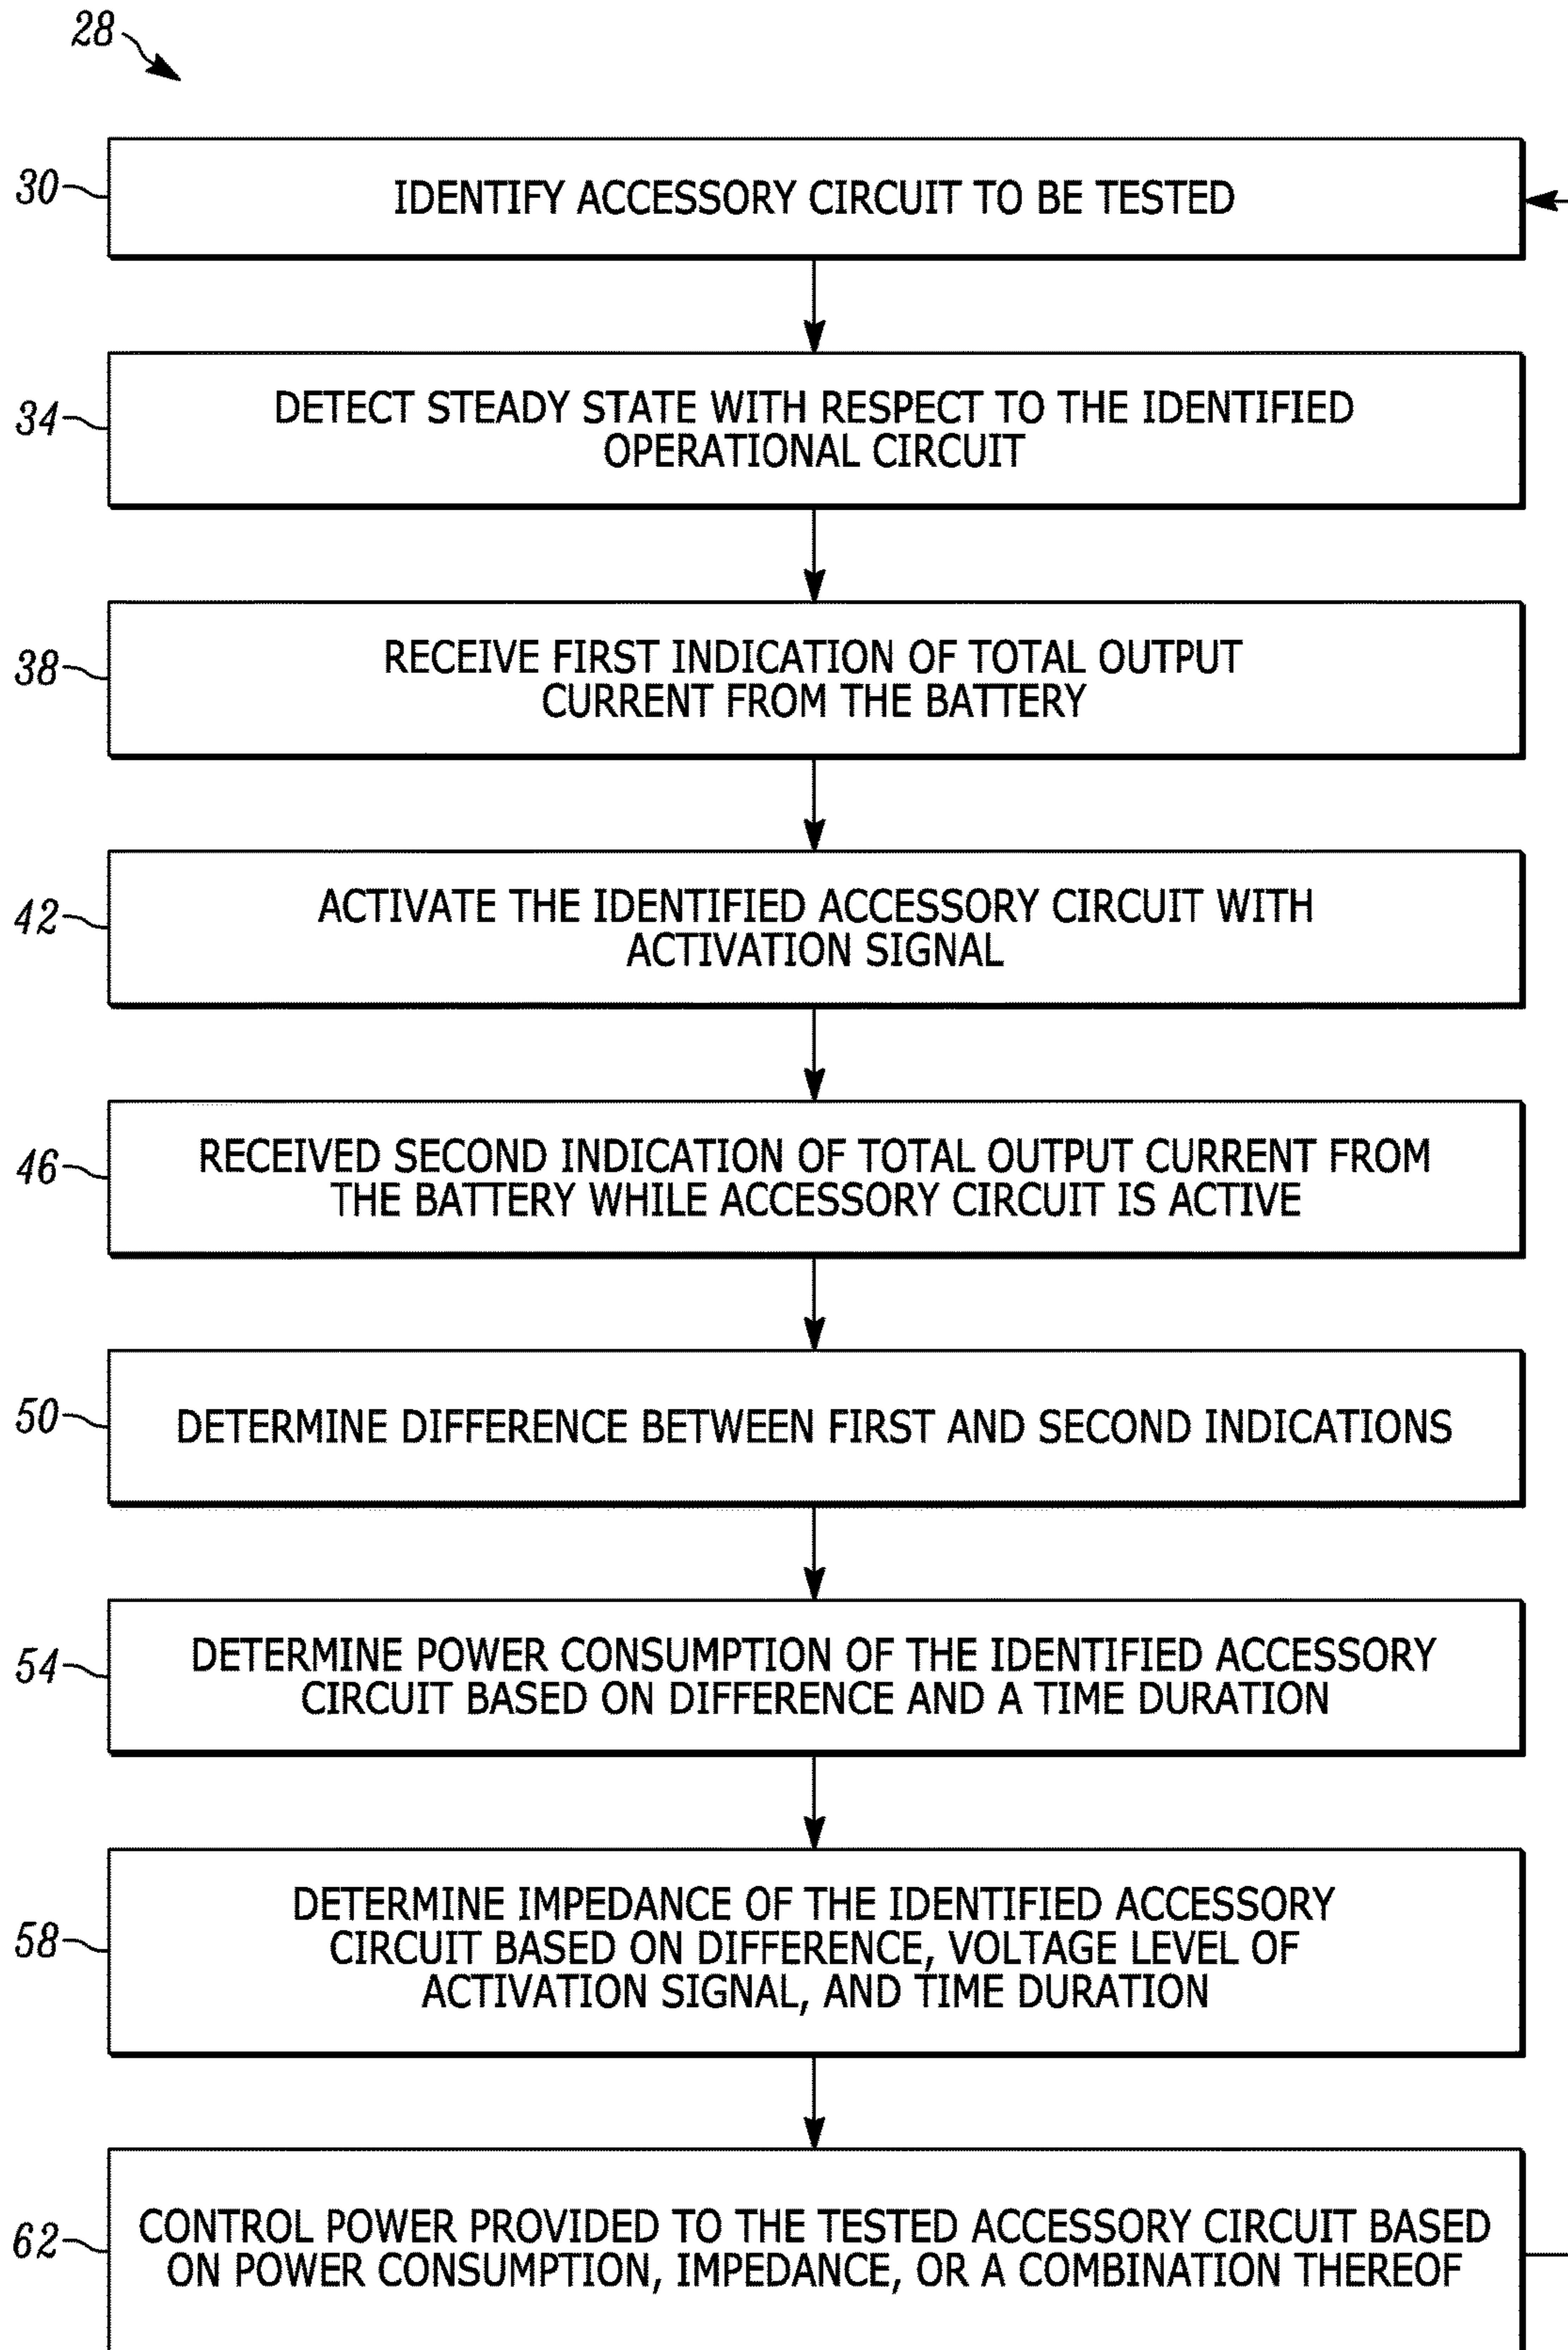 28
30
IDENTIFY ACCESSORY CIRCUIT TO BE TESTED
34
DETECT STEADY STATE WITH RESPECT TO THE IDENTIFIED
OPERATIONAL CIRCUIT
38
RECEIVE FIRST INDICATION OF TOTAL OUTPUT
CURRENT FROM THE BATTERY
42
ACTIVATE THE IDENTIFIED ACCESSORY CIRCUIT WITH
ACTIVATION SIGNAL
46
RECEIVED SECOND INDICATION OF TOTAL OUTPUT CURRENT FROM
THE BATTERY WHILE ACCESSORY CIRCUIT IS ACTIVE
50
DETERMINE DIFFERENCE BETWEEN FIRST AND SECOND INDICATIONS
54
DETERMINE POWER CONSUMPTION OF THE IDENTIFIED ACCESSORY
CIRCUIT BASED ON DIFFERENCE AND A TIME DURATION
58
DETERMINE IMPEDANCE OF THE IDENTIFIED ACCESSORY
CIRCUIT BASED ON DIFFERENCE, VOLTAGE LEVEL OF
ACTIVATION SIGNAL, AND TIME DURATION
62
CONTROL POWER PROVIDED TO THE TESTED ACCESSORY CIRCUIT BASED
ON POWER CONSUMPTION, IMPEDANCE, OR A COMBINATION THEREOF